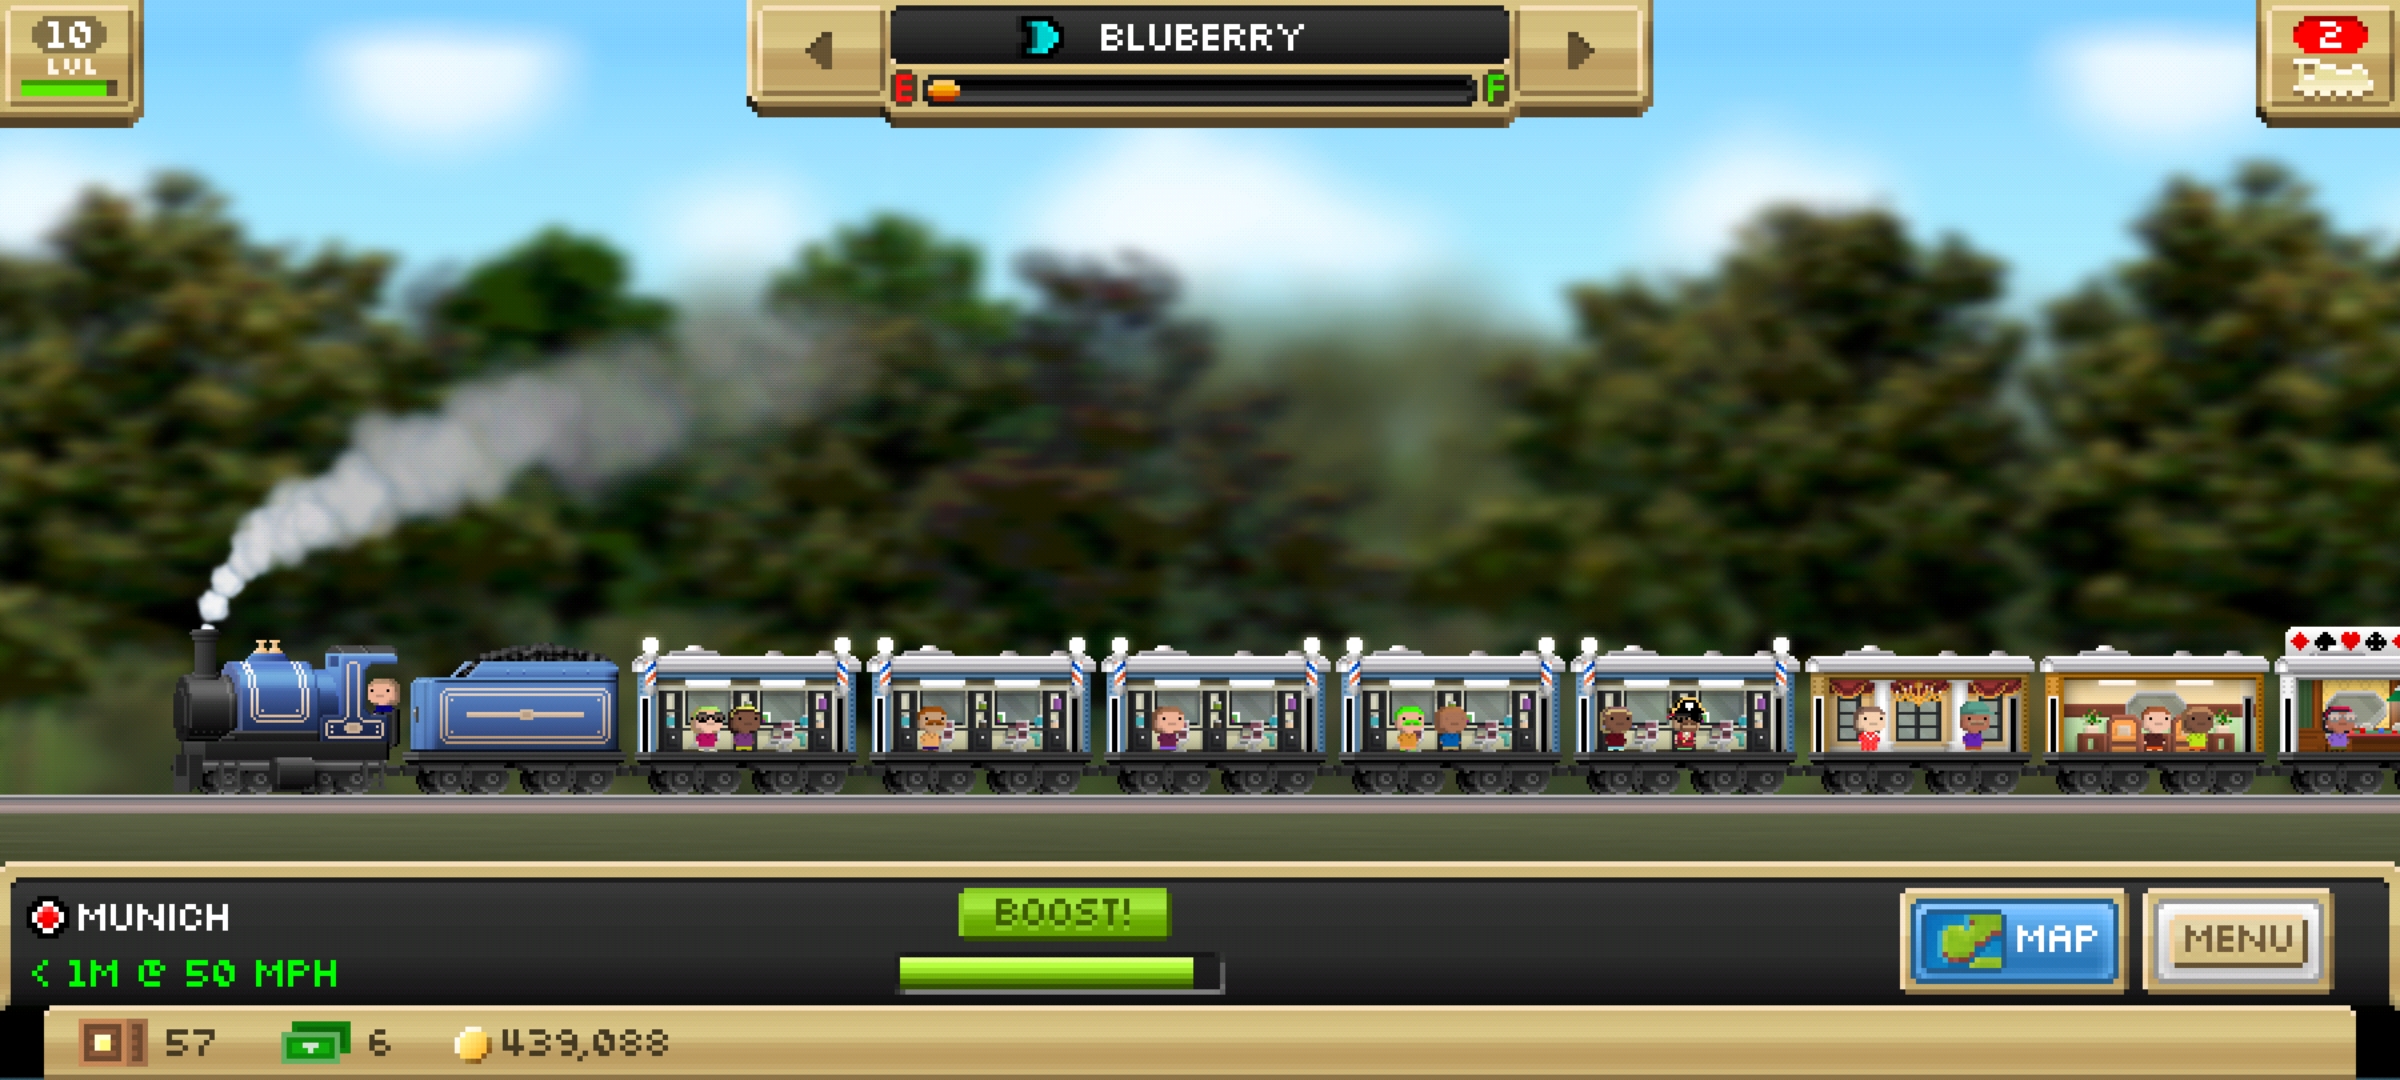 10
LVL
BLUBERRY
E F
2
MUNICH
< 1M @ 50 MPH
BOOST!
MAP
MENU
57
6
439,088